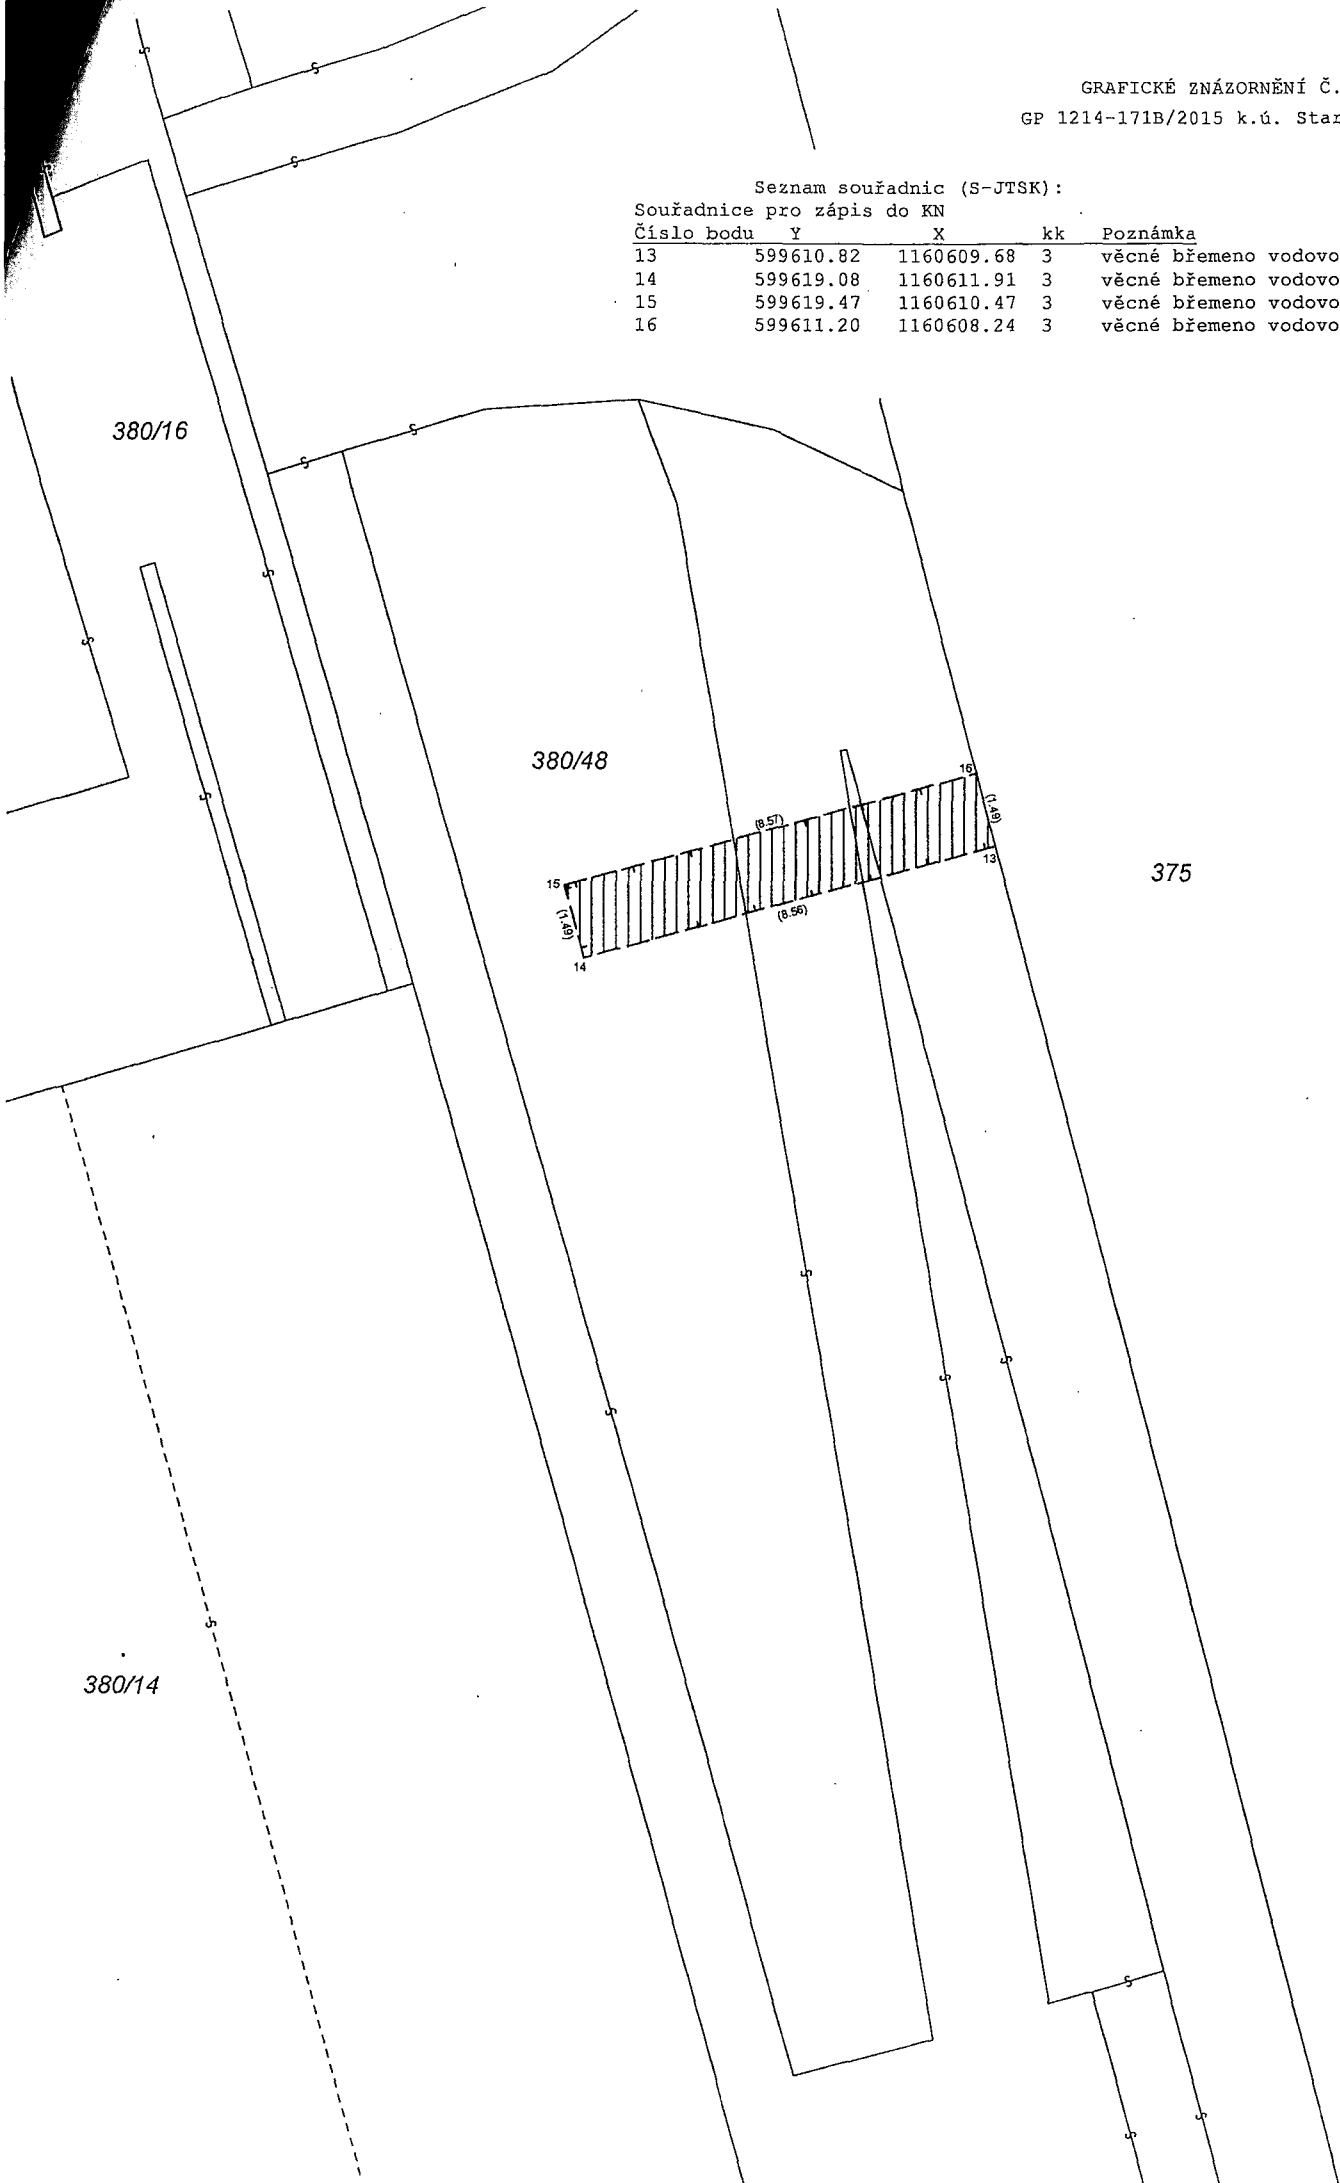 GRAFICKÉ ZNÁZORNĚNÍ Č.
GP 1214-171B/2015 k.ú. Star
Seznam souřadnic (S-JTSK):
Souřadnice pro zápis do KN
Číslo bodu Y X kk Poznámka
13 599610.82 1160609.68 3 věcné břemeno vodovo
14 599619.08 1160611.91 3 věcné břemeno vodovo
15 599619.47 1160610.47 3 věcné břemeno vodovo
16 599611.20 1160608.24 3 věcné břemeno vodovo
380/16
380/48
16
(1.49)
(8.57)
13
375
15
(1.49)
(8.56)
14
380/14